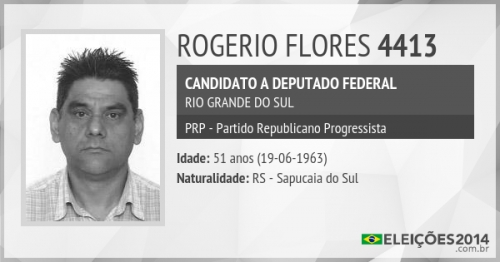 ROGERIO FLORES 4413
CANDIDATO A DEPUTADO FEDERAL
RIO GRANDE DO SUL
PRP - Partido Republicano Progressista
Idade: 51 anos (19-06-1963)
Naturalidade: RS - Sapucaia do Sul
ELEIÇÕES2014
.com.br